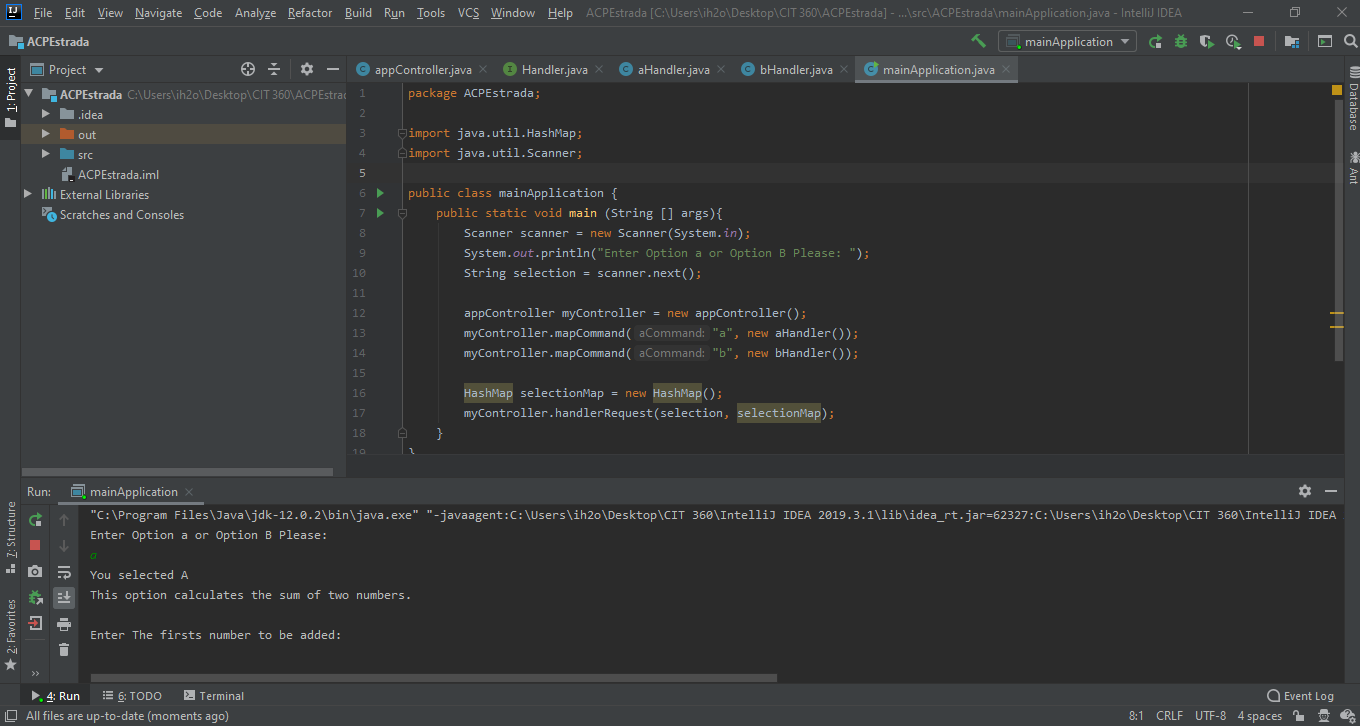 File Edit View Navigate Code Analyze Refactor Build Run Tools VCS Window Help ACPEstrada [C:\Users\ih2o\Desktop\CIT 360\ACPEstrada] - ...\src\ACPEstrada\mainApplication.java - IntelliJ IDEA
ACPEstrada mainApplication
1: Project
Project
appController.java Handler.java aHandler.java bHandler.java mainApplication.java
ACPEstrada C:\Users\ih2o\Desktop\CIT 360\ACPEstrad
.idea
out
src
ACPEstrada.iml
External Libraries
Scratches and Consoles
1 package ACPEstrada;
2
3 import java.util.HashMap;
4 import java.util.Scanner;
5
6 public class mainApplication {
7 public static void main (String [] args){
8 Scanner scanner = new Scanner(System.in);
9 System.out.println("Enter Option a or Option B Please: ");
10 String selection = scanner.next();
11
12 appController myController = new appController();
13 myController.mapCommand( aCommand: "a", new aHandler());
14 myController.mapCommand( aCommand: "b", new bHandler());
15
16 HashMap selectionMap = new HashMap();
17 myController.handlerRequest(selection, selectionMap);
18 }
19 }
Database
Ant
Run: mainApplication
"C:\Program Files\Java\jdk-12.0.2\bin\java.exe" "-javaagent:C:\Users\ih2o\Desktop\CIT 360\IntelliJ IDEA 2019.3.1\lib\idea_rt.jar=62327:C:\Users\ih2o\Desktop\CIT 360\IntelliJ IDEA
Enter Option a or Option B Please:
a
You selected A
This option calculates the sum of two numbers.
Enter The firsts number to be added:
7: Structure
2: Favorites
4: Run 6: TODO Terminal Event Log
All files are up-to-date (moments ago) 8:1 CRLF UTF-8 4 spaces